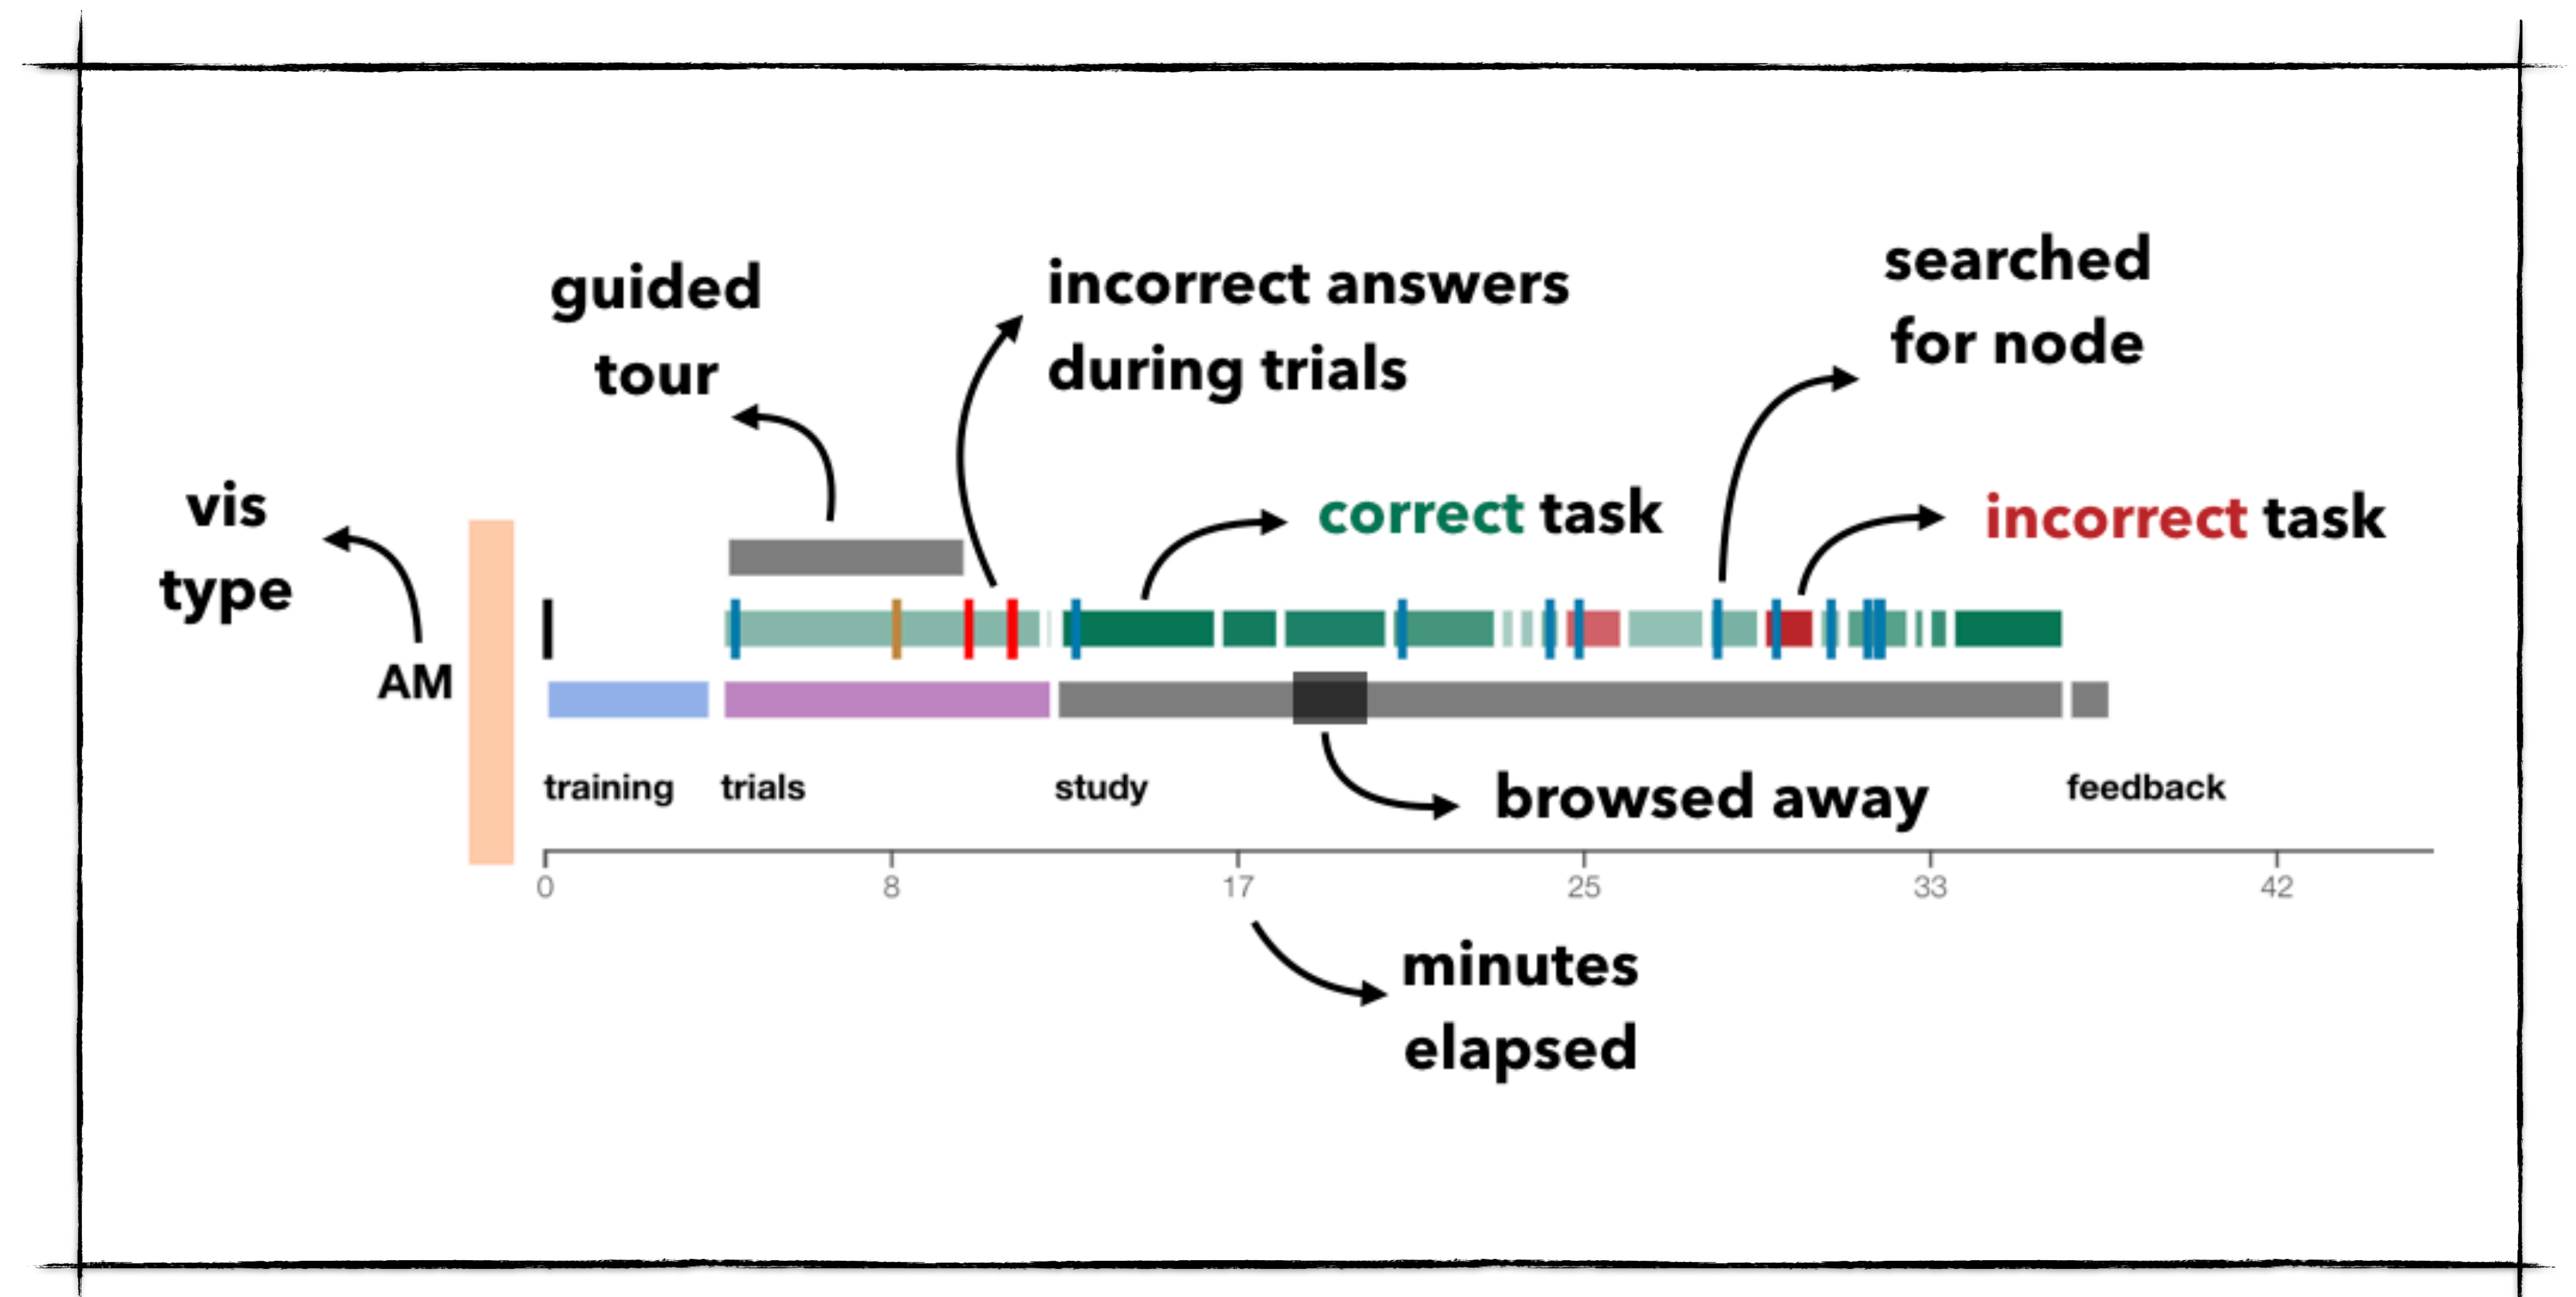 guided
tour
incorrect answers
during trials
searched
for node
vis
type
correct task
incorrect task
AM
training trials study feedback
browsed away
0 8 17 25 33 42
minutes
elapsed